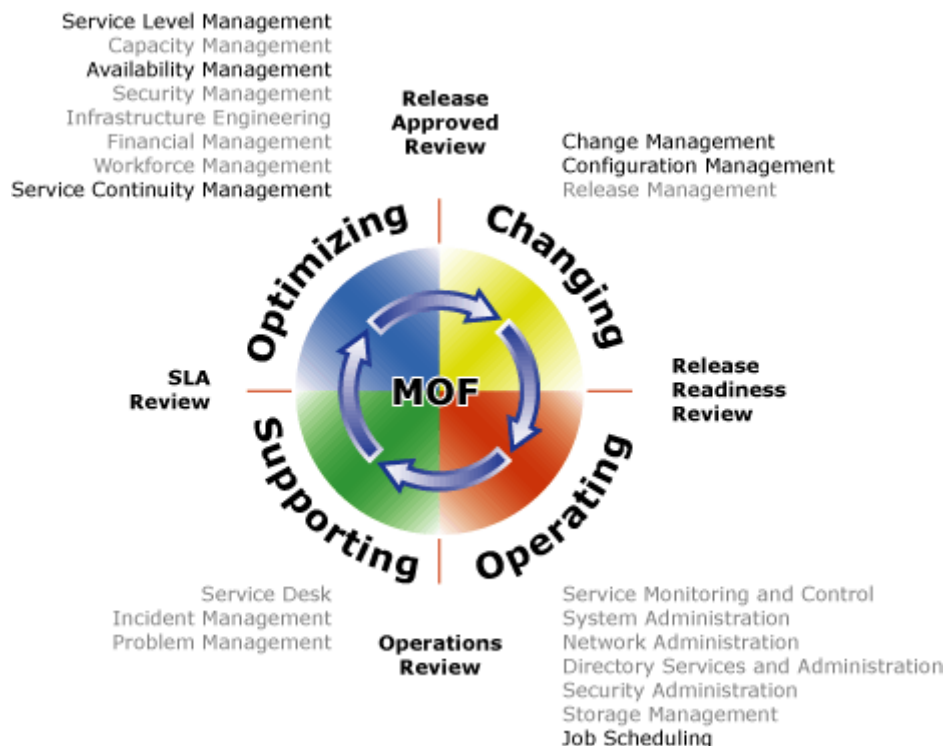 Service Level Management
Capacity Management
Availability Management
Security Management
Infrastructure Engineering
Financial Management
Workforce Management
Service Continuity Management
Release
Approved
Review
Change Management
Configuration Management
Release Management
Optimizing
Changing
SLA
Review
MOF
Release
Readiness
Review
Supporting
Operating
Service Desk
Incident Management
Problem Management
Operations
Review
Service Monitoring and Control
System Administration
Network Administration
Directory Services and Administration
Security Administration
Storage Management
Job Scheduling